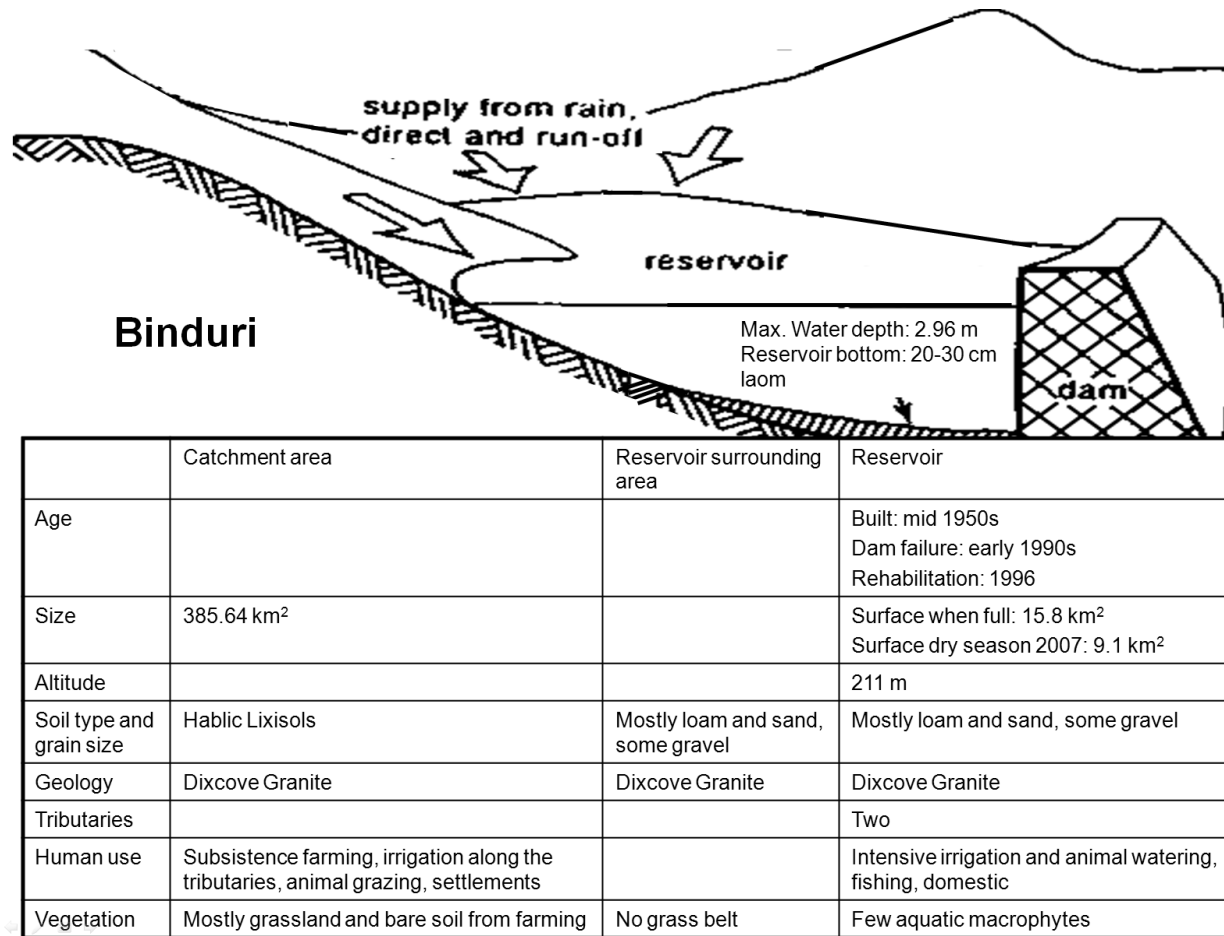 supply from rain,
direct and run-off
reservoir
Binduri
Max. Water depth: 2.96 m
Reservoir bottom: 20-30 cm
laom
dam
Catchment area
Reservoir surrounding
area
Reservoir
Age
Built: mid 1950s
Dam failure: early 1990s
Rehabilitation: 1996
Size
385.64 km²
Surface when full: 15.8 km²
Surface dry season 2007: 9.1 km²
Altitude
211 m
Soil type and
grain size
Hablic Lixisols
Mostly loam and sand,
some gravel
Mostly loam and sand, some gravel
Geology
Dixcove Granite
Dixcove Granite
Dixcove Granite
Tributaries
Two
Human use
Subsistence farming, irrigation along the
tributaries, animal grazing, settlements
Intensive irrigation and animal watering,
fishing, domestic
Vegetation
Mostly grassland and bare soil from farming
No grass belt
Few aquatic macrophytes